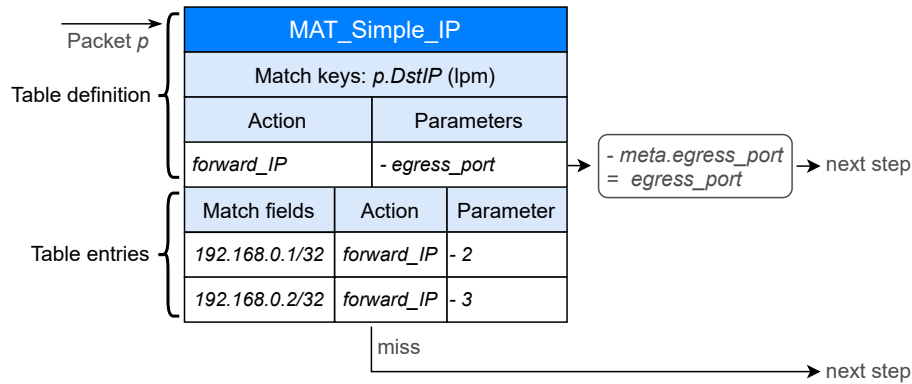 Packet p
MAT_Simple_IP
Match keys: p.DstIP (lpm)
Table definition
Action Parameters
forward_IP - egress_port
- meta.egress_port
= egress_port
next step
Match fields Action Parameter
Table entries
192.168.0.1/32 forward_IP - 2
192.168.0.2/32 forward_IP - 3
miss
next step